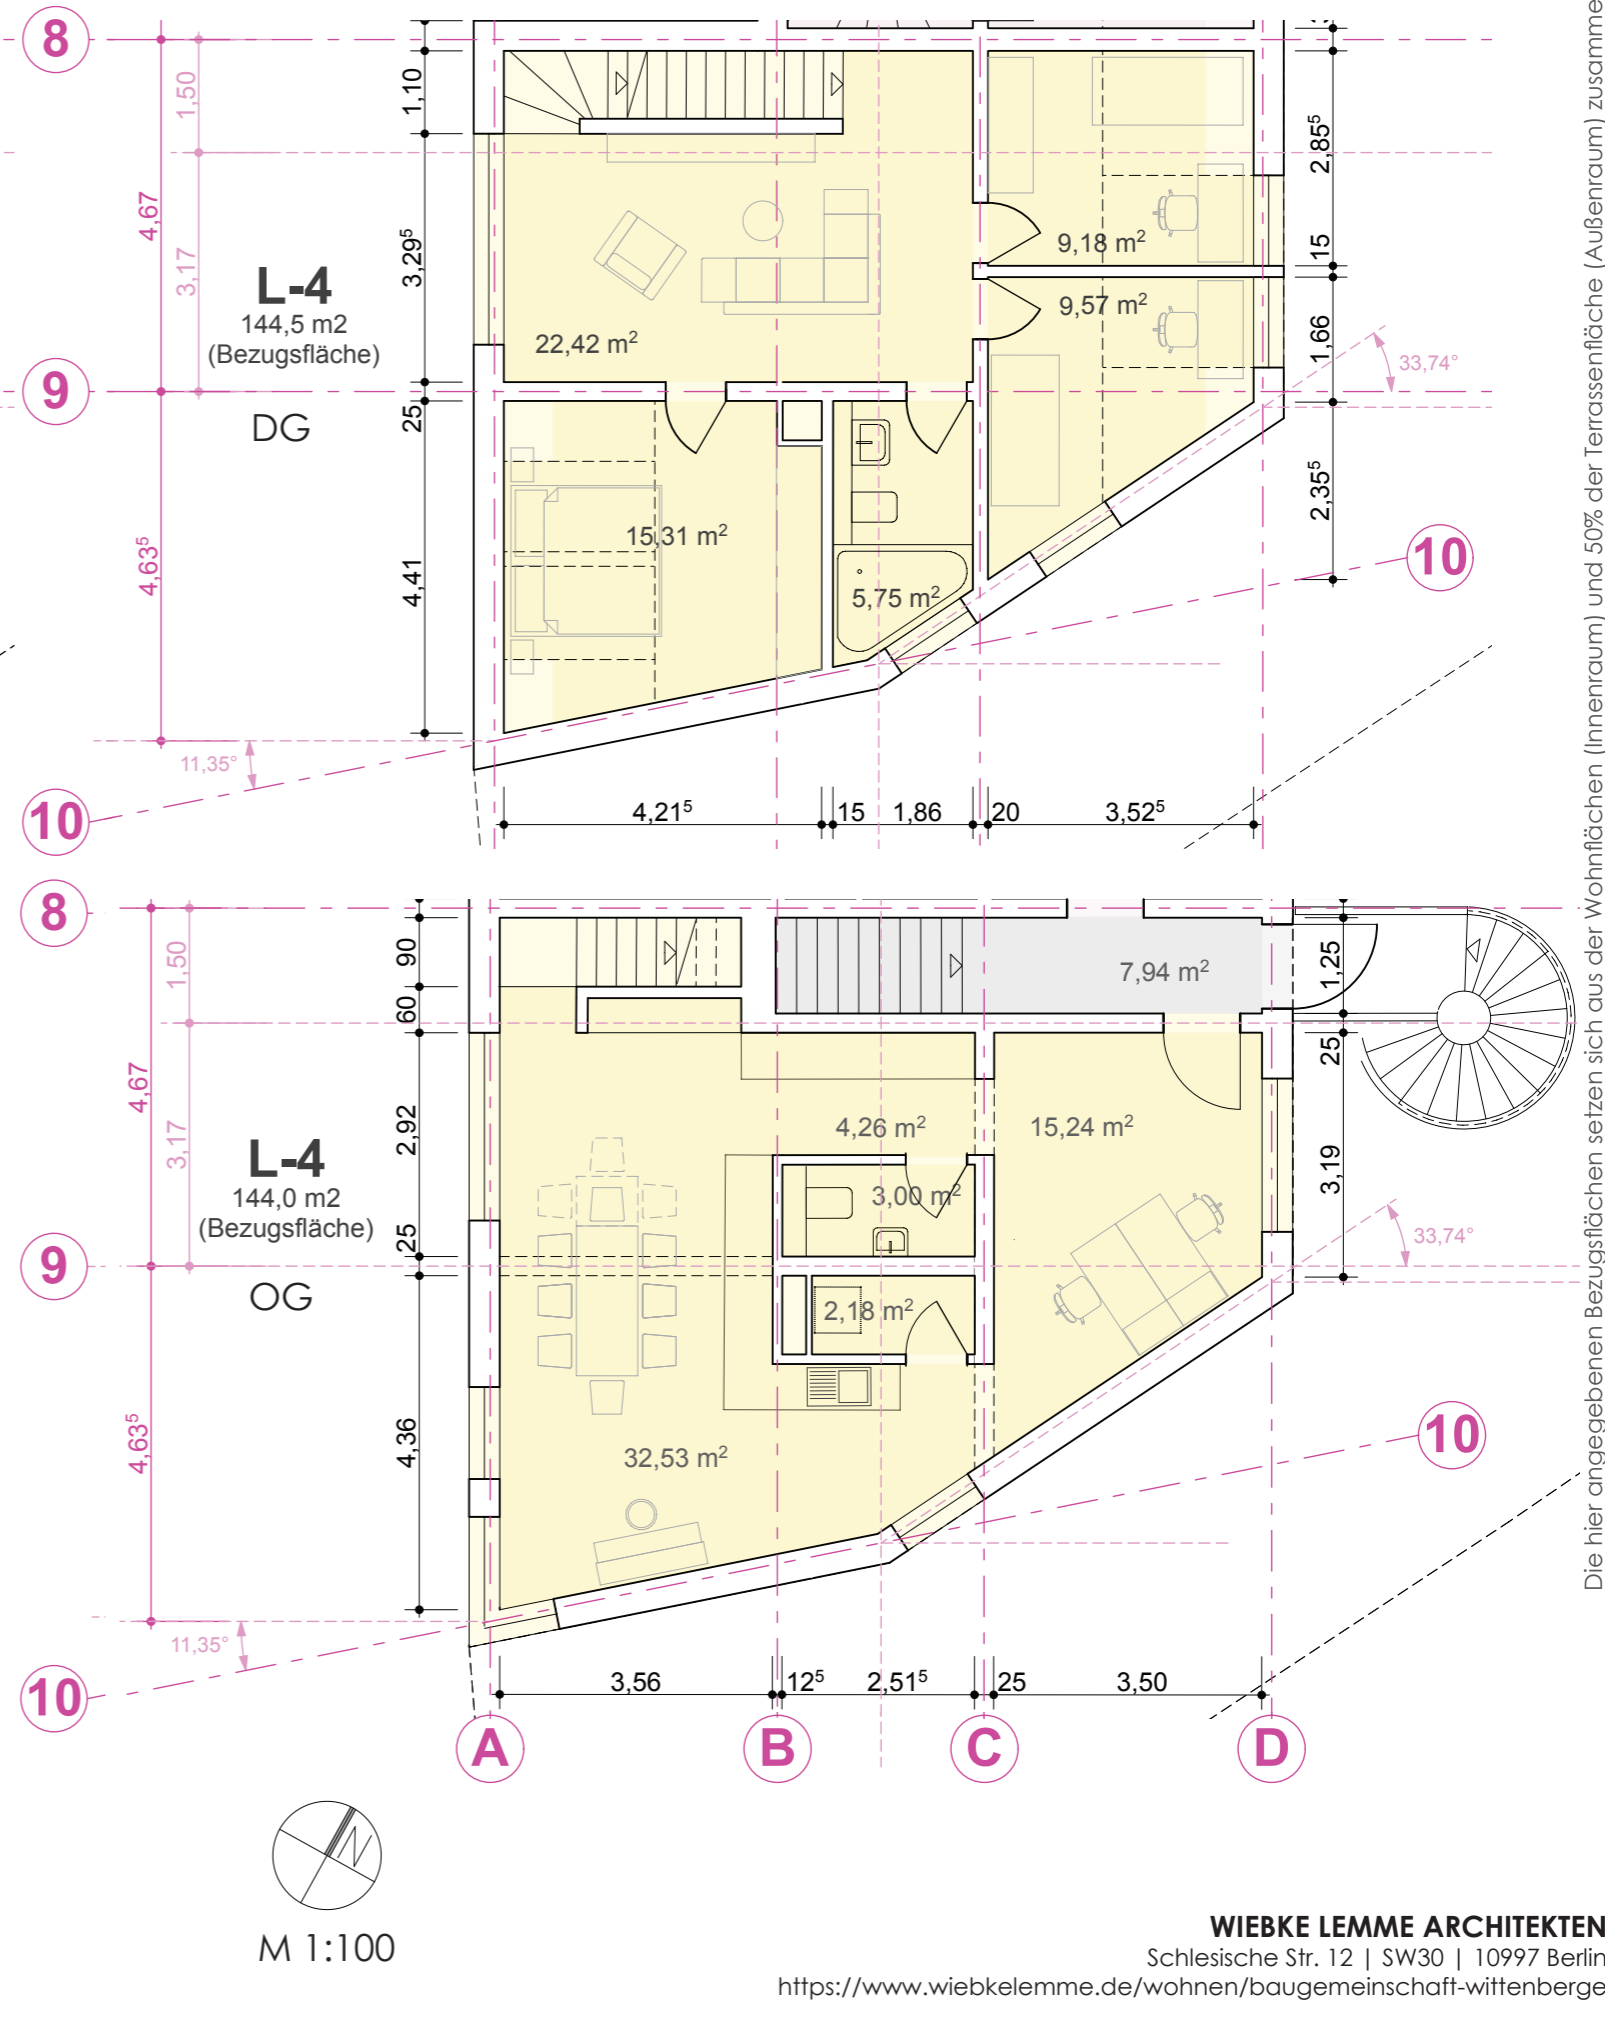 8
1,50
1,10
4,67
3,17
3,29⁵
2,85⁵
15
9,18 m²
9,57 m²
L-4
144,5 m2
(Bezugsfläche)
22,42 m²
1,66
33,74°
9
25
DG
15,31 m²
2,35⁵
4,63⁵
4,41
5,75 m²
10
11,35°
10
4,21⁵
15
1,86
20
3,52⁵
8
1,50
90
60
7,94 m²
1,25
25
4,67
3,17
2,92
4,26 m²
15,24 m²
3,19
L-4
144,0 m2
(Bezugsfläche)
3,00 m²
25
33,74°
9
OG
2,18 m²
4,63⁵
4,36
32,53 m²
10
11,35°
10
3,56
12⁵
2,51⁵
25
3,50
A
B
C
D
N
M 1:100
Die hier angegebenen Bezugsflächen setzen sich aus der Wohnflächen (Innenraum) und 50% der Terrassenfläche (Außenraum) zusamme
WIEBKE LEMME ARCHITEKTEN
Schlesische Str. 12 | SW30 | 10997 Berlin
https://www.wiebkelemme.de/wohnen/baugemeinschaft-wittenberge